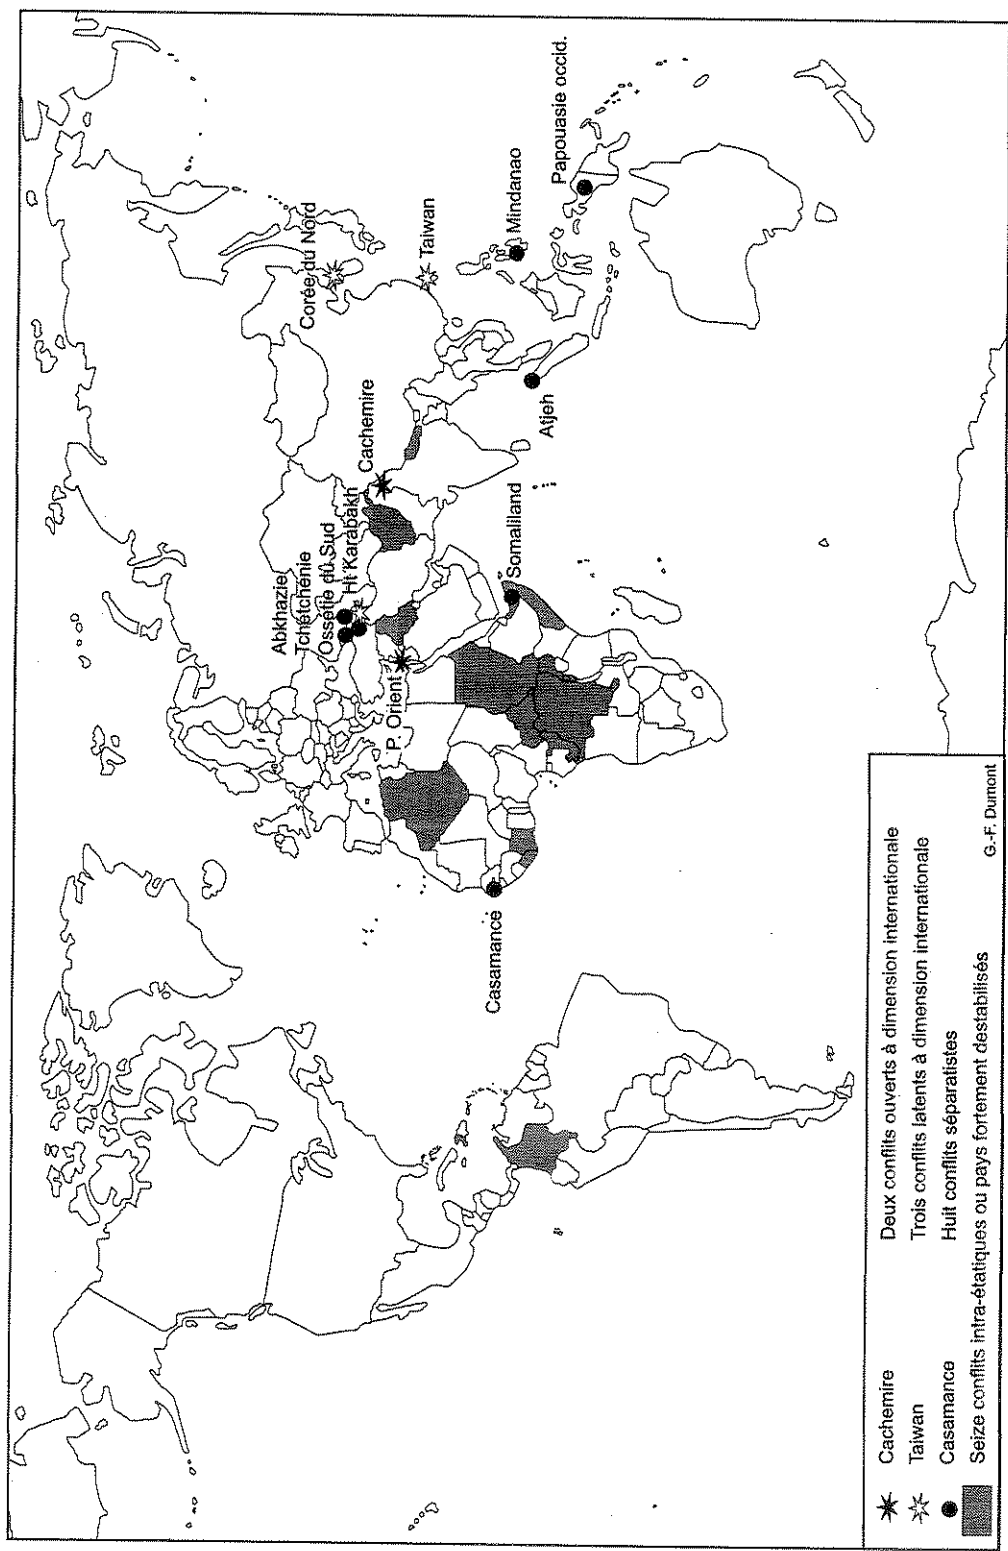 Corée du Nord
Taiwan
Mindanao
Papouasie occid.
Cachemire
Atjeh
Abkhazie
Tchétchénie
Ossétie du Sud
Ht Karabakh
P. Orient
Somaliland
Casamance
Cachemire Deux conflits ouverts à dimension internationale
Taiwan Trois conflits latents à dimension internationale
Casamance Huit conflits séparatistes
Seize conflits intra-étatiques ou pays fortement destabilisés
G.-F. Dumont